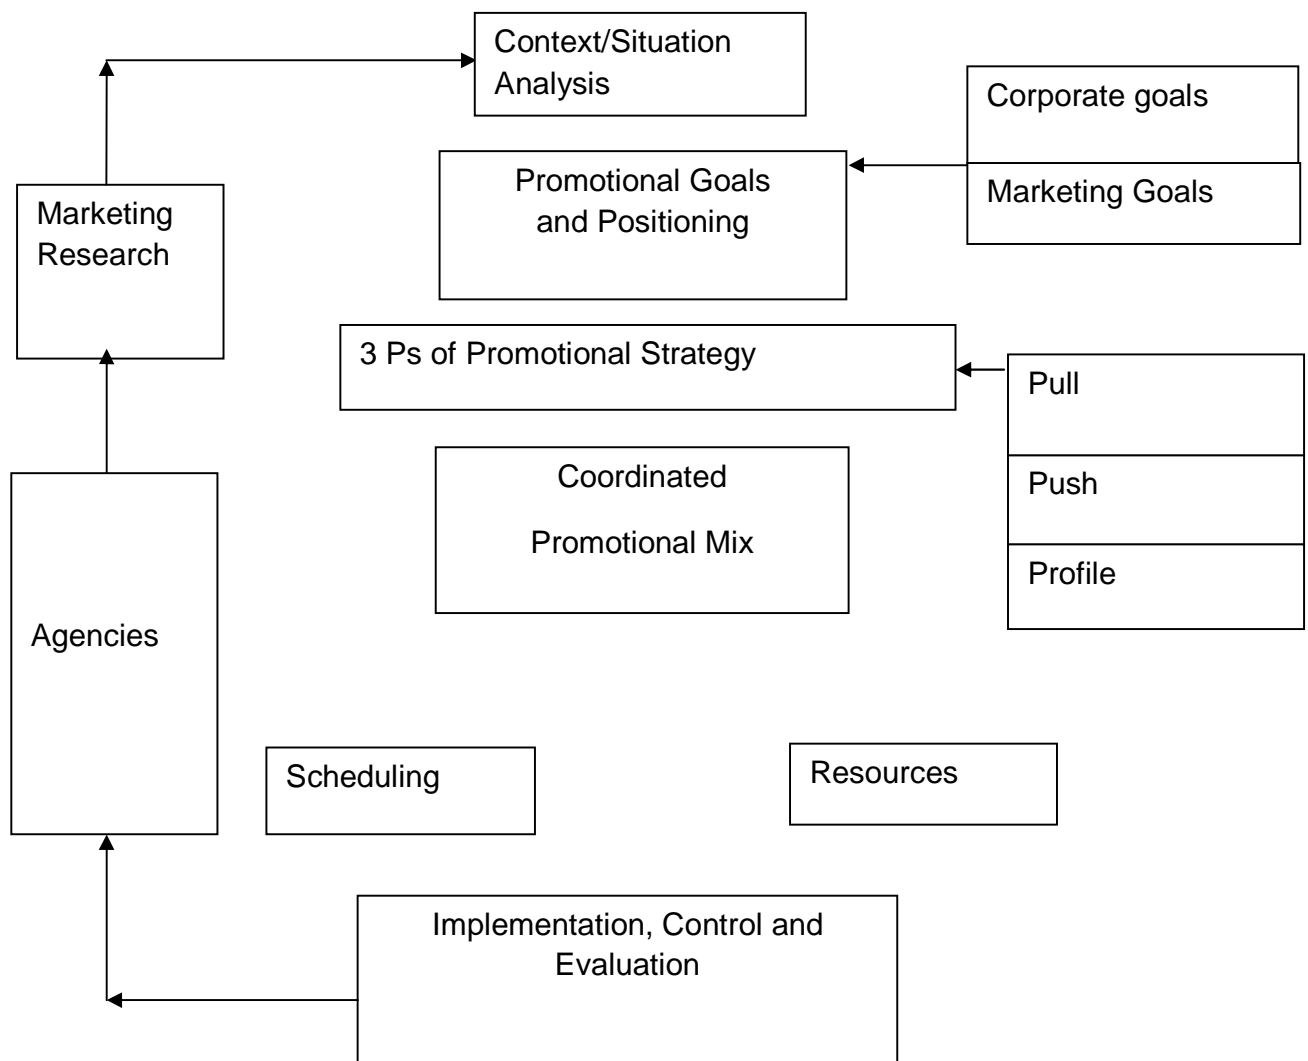 Context/Situation
Analysis
Corporate goals
Promotional Goals
and Positioning
Marketing Goals
Marketing
Research
3 Ps of Promotional Strategy
Pull
Coordinated
Push
Promotional Mix
Profile
Agencies
Scheduling
Resources
Implementation, Control and
Evaluation